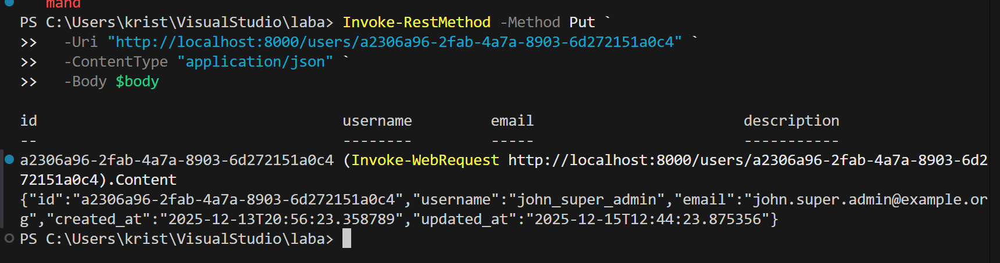 mand
PS C:\Users\krist\VisualStudio\laba> Invoke-RestMethod -Method Put `
>>   -Uri "http://localhost:8000/users/a2306a96-2fab-4a7a-8903-6d272151a0c4" `
>>   -ContentType "application/json" `
>>   -Body $body
id username email description
-- -------- ----- -----------
a2306a96-2fab-4a7a-8903-6d272151a0c4 (Invoke-WebRequest http://localhost:8000/users/a2306a96-2fab-4a7a-8903-6d2
72151a0c4).Content
{"id":"a2306a96-2fab-4a7a-8903-6d272151a0c4","username":"john_super_admin","email":"john.super.admin@example.or
g","created_at":"2025-12-13T20:56:23.358789","updated_at":"2025-12-15T12:44:23.875356"}
PS C:\Users\krist\VisualStudio\laba>